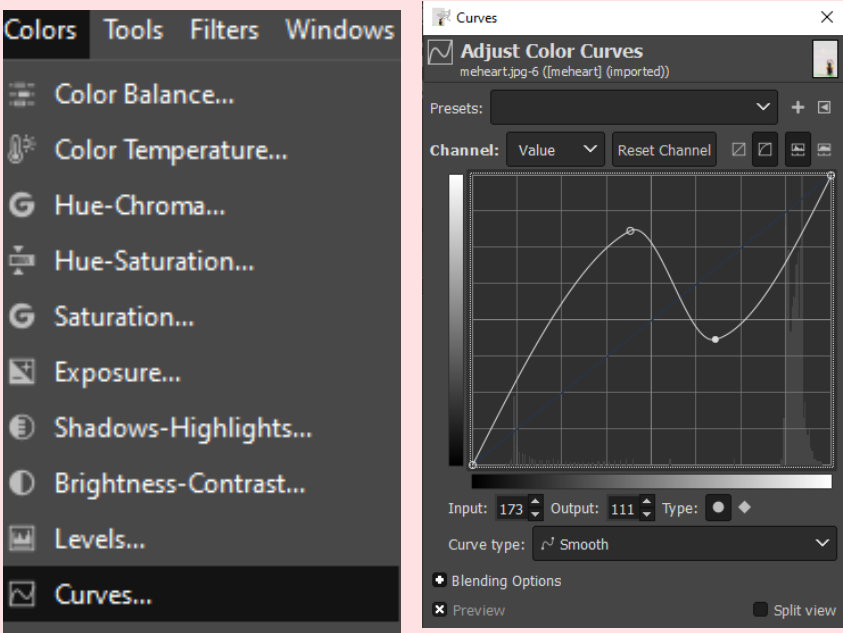 Colors Tools Filters Windows
Color Balance...
Color Temperature...
Hue-Chroma...
Hue-Saturation...
Saturation...
Exposure...
Shadows-Highlights...
Brightness-Contrast...
Levels...
Curves...
Curves
Adjust Color Curves
meheart.jpg-6 ([meheart] (imported))
Presets:
Channel: Value Reset Channel
Input: 173 Output: 111 Type:
Curve type: Smooth
Blending Options
Preview Split view